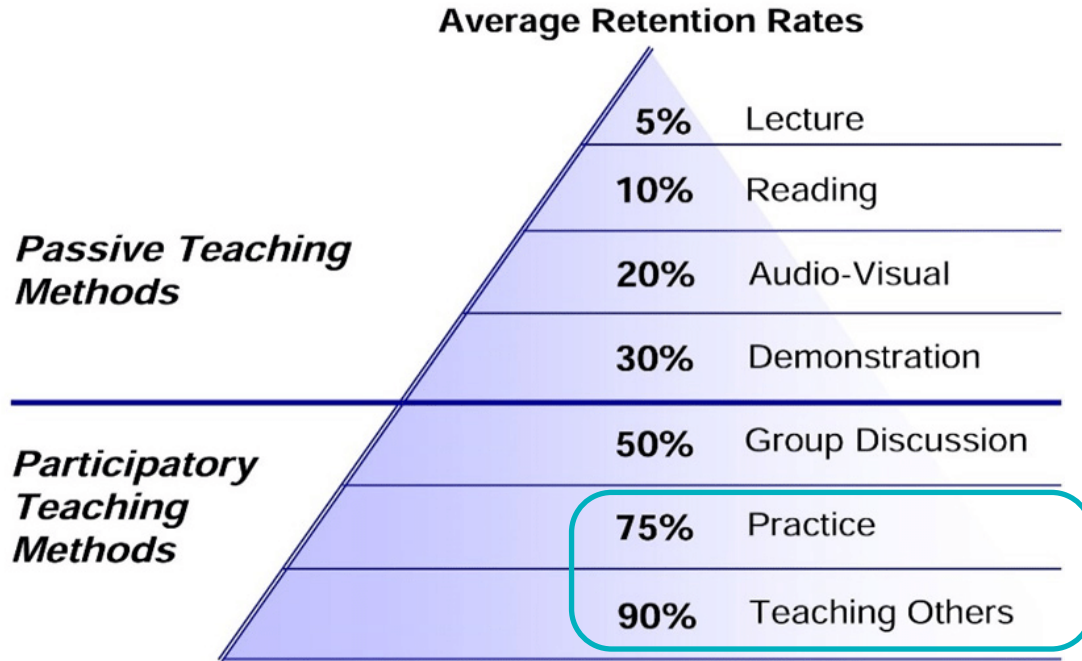 Average Retention Rates
5% Lecture
10% Reading
Passive Teaching
Methods
20% Audio-Visual
30% Demonstration
50% Group Discussion
Participatory
Teaching
Methods
75% Practice
90% Teaching Others